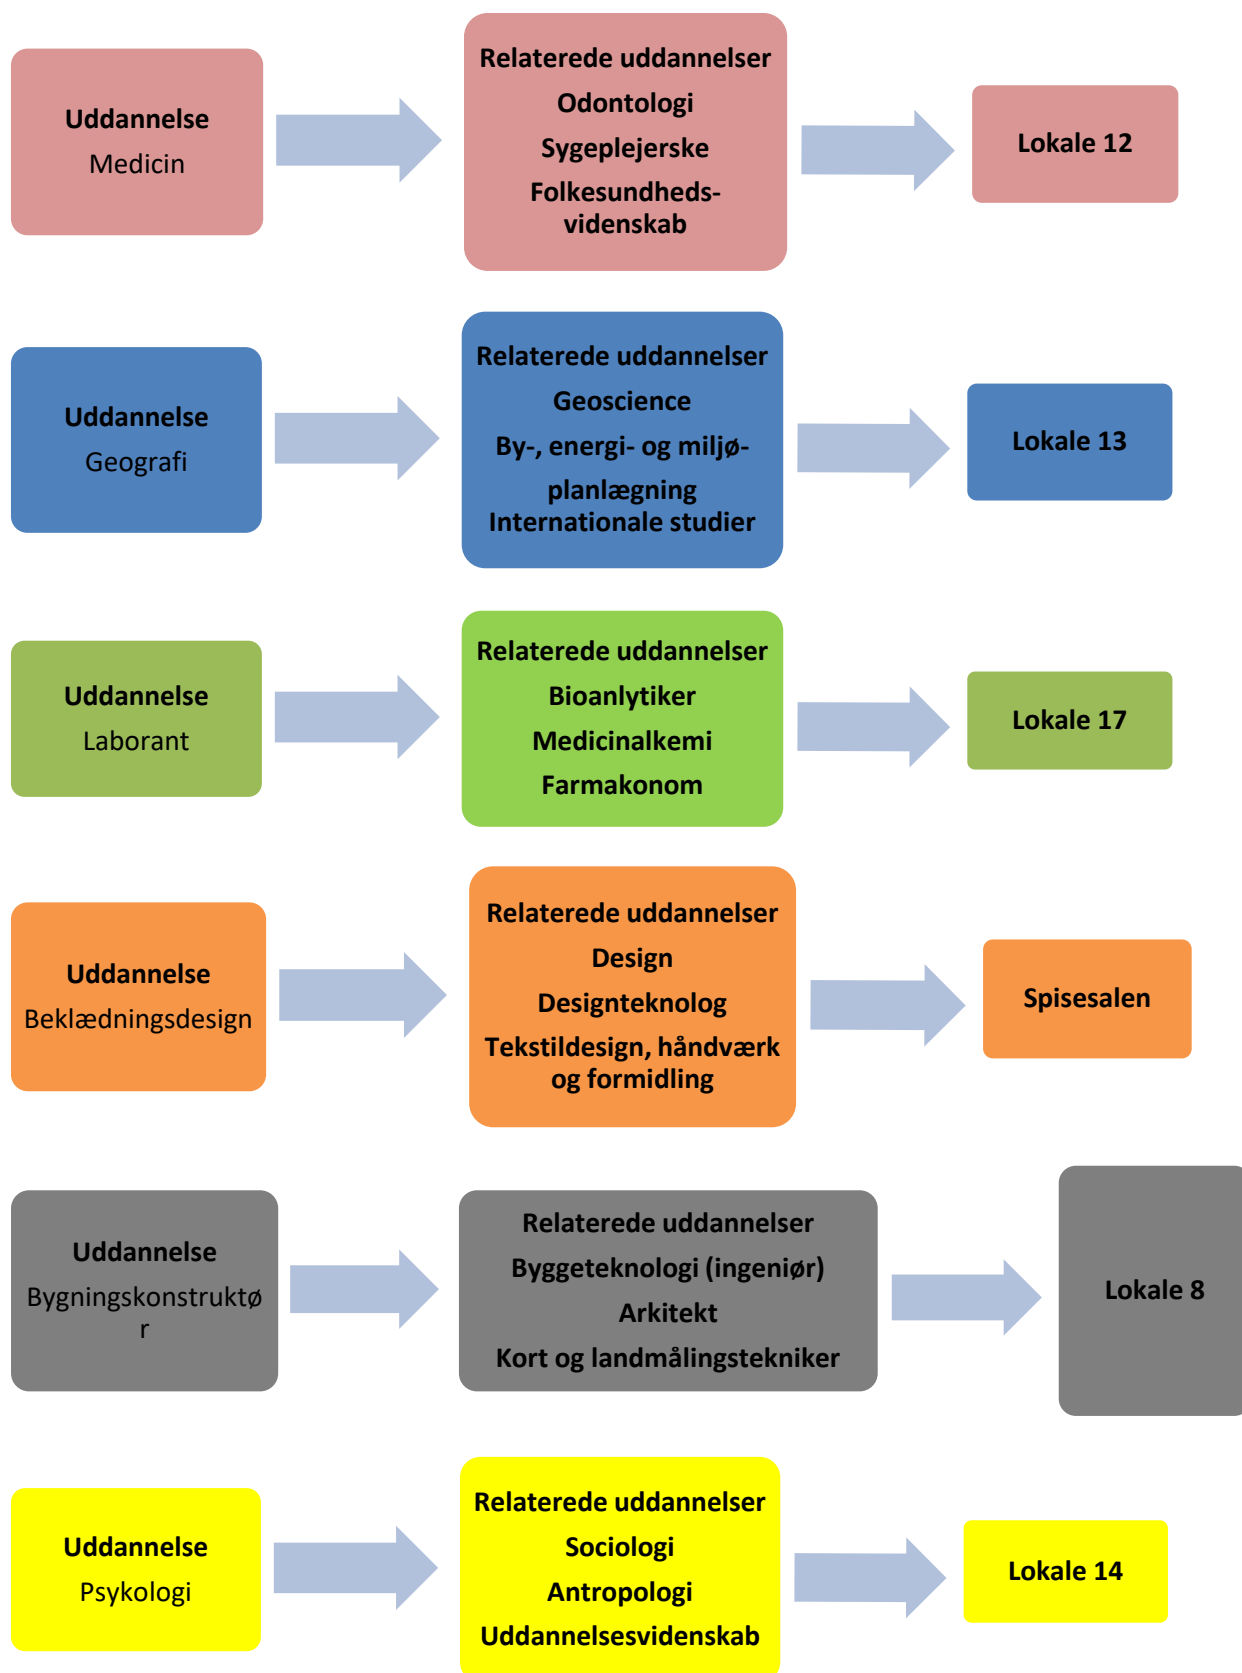 Uddannelse
Medicin
Relaterede uddannelser
Odontologi
Sygeplejerske
Folkesundheds-
videnskab
Lokale 12
Uddannelse
Geografi
Relaterede uddannelser
Geoscience
By-, energi- og miljø-
planlægning
Internationale studier
Lokale 13
Uddannelse
Laborant
Relaterede uddannelser
Bioanlytiker
Medicinalkemi
Farmakonom
Lokale 17
Uddannelse
Beklædningsdesign
Relaterede uddannelser
Design
Designteknolog
Tekstildesign, håndværk
og formidling
Spisesalen
Uddannelse
Bygningskonstruktø
r
Relaterede uddannelser
Byggeteknologi (ingeniør)
Arkitekt
Kort og landmålingstekniker
Lokale 8
Uddannelse
Psykologi
Relaterede uddannelser
Sociologi
Antropologi
Uddannelsesvidenskab
Lokale 14